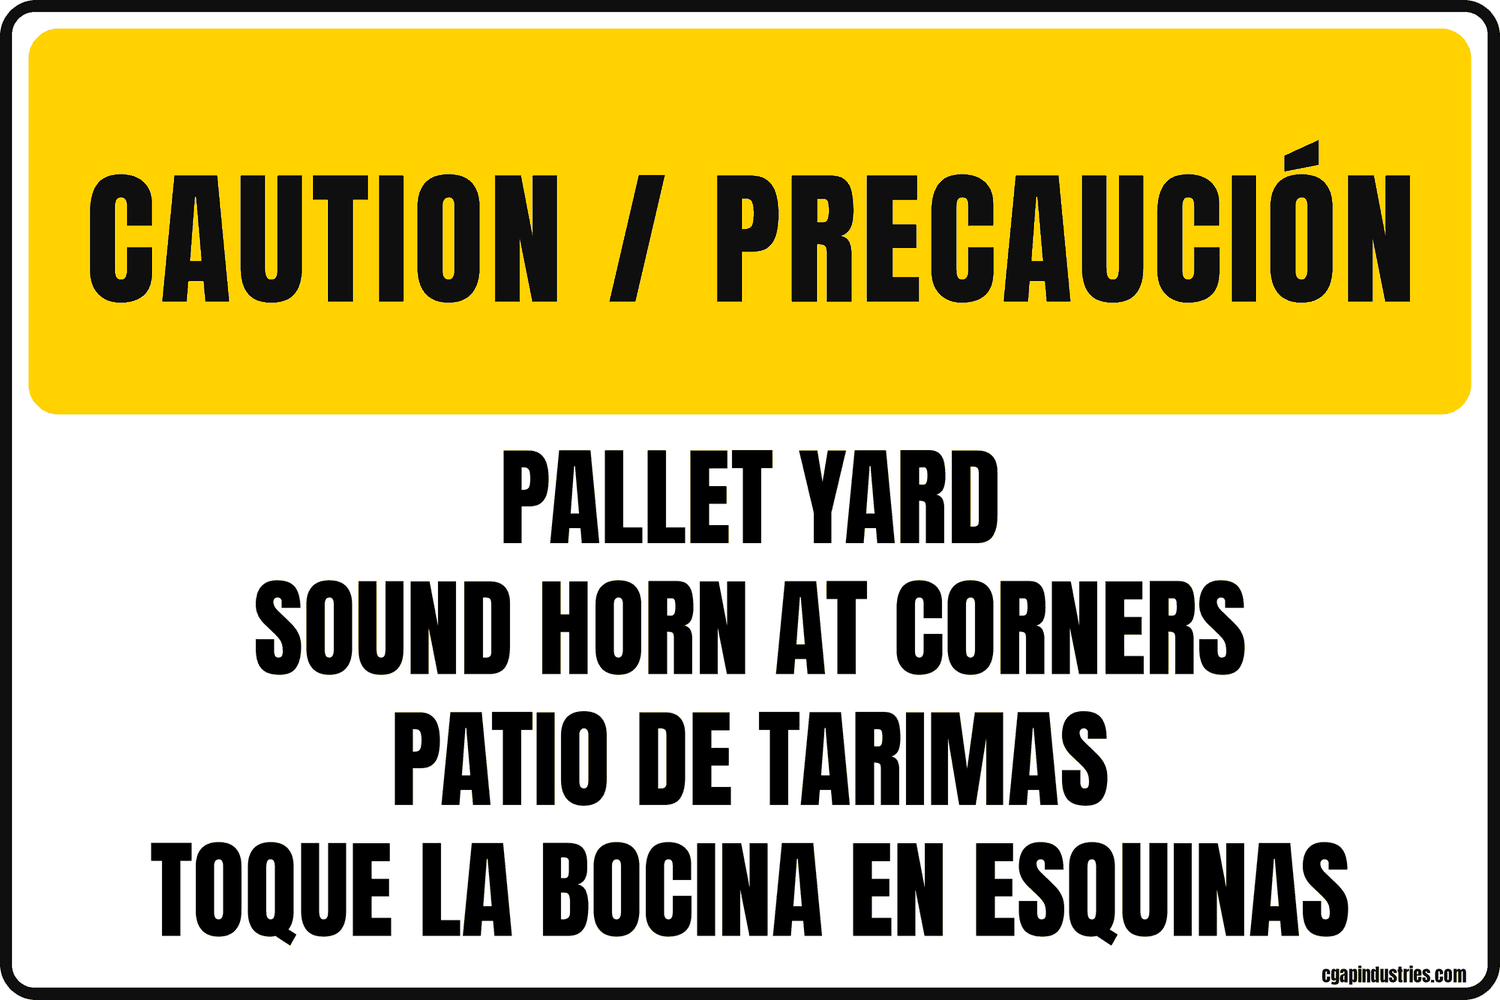 CAUTION / PRECAUCIÓN
PALLET YARD
SOUND HORN AT CORNERS
PATIO DE TARIMAS
TOQUE LA BOCINA EN ESQUINAS
cgapindustries.com